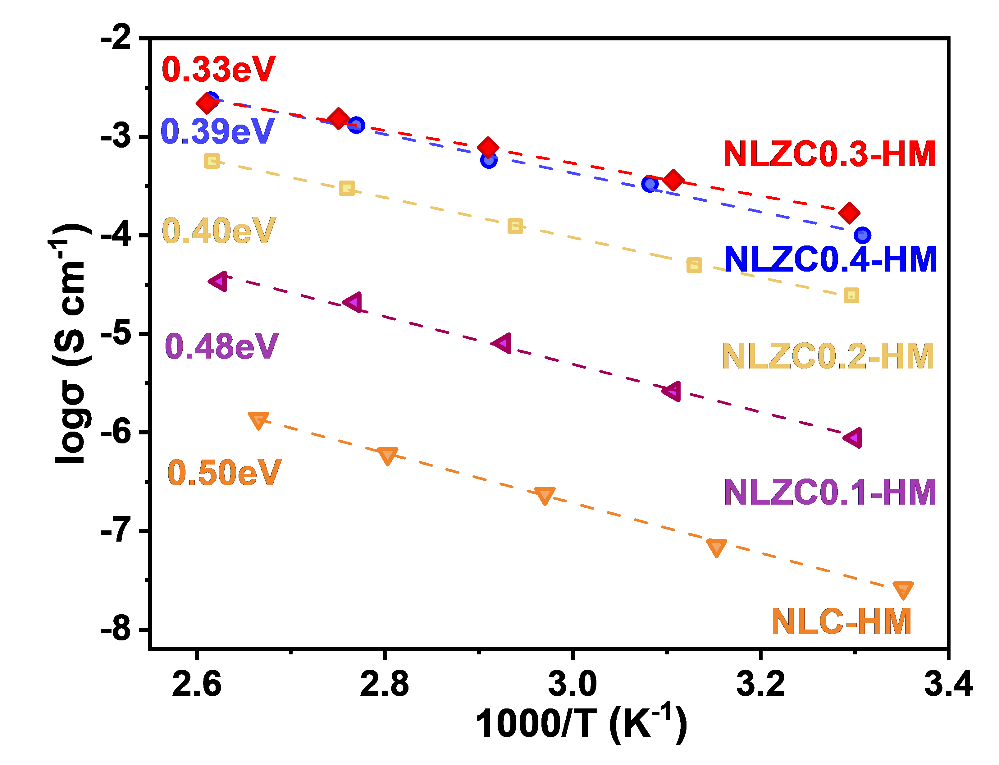 -2
0.33eV
-3
0.39eV
NLZC0.3-HM
-4
0.40eV
NLZC0.4-HM
-5
0.48eV
NLZC0.2-HM
-6
0.50eV
NLZC0.1-HM
-7
NLC-HM
-8
logσ (S cm-1)
2.6 2.8 3.0 3.2 3.4
1000/T (K-1)